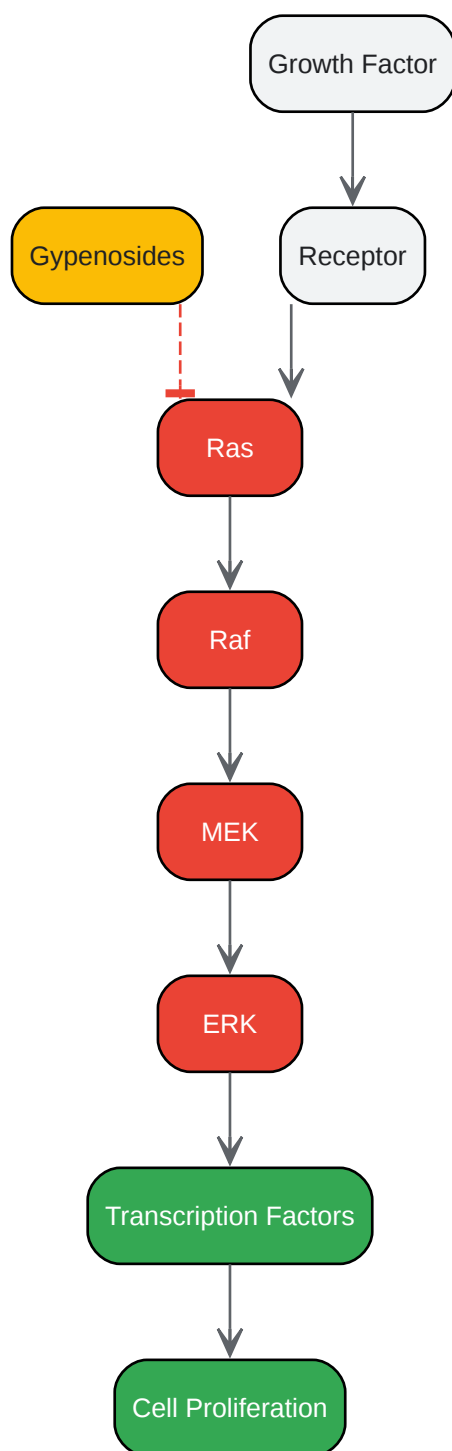 Growth Factor
Gypenosides
Receptor
Ras
Raf
MEK
ERK
Transcription Factors
Cell Proliferation